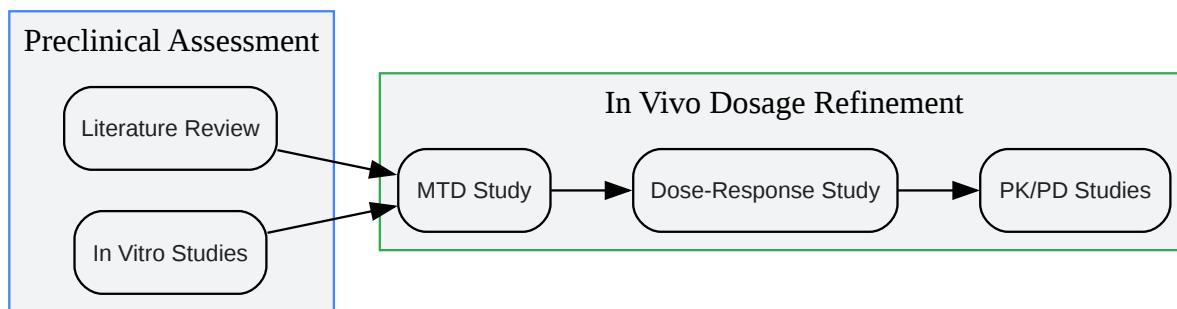 Preclinical Assessment
Literature Review
In Vitro Studies
In Vivo Dosage Refinement
MTD Study
Dose-Response Study
PK/PD Studies